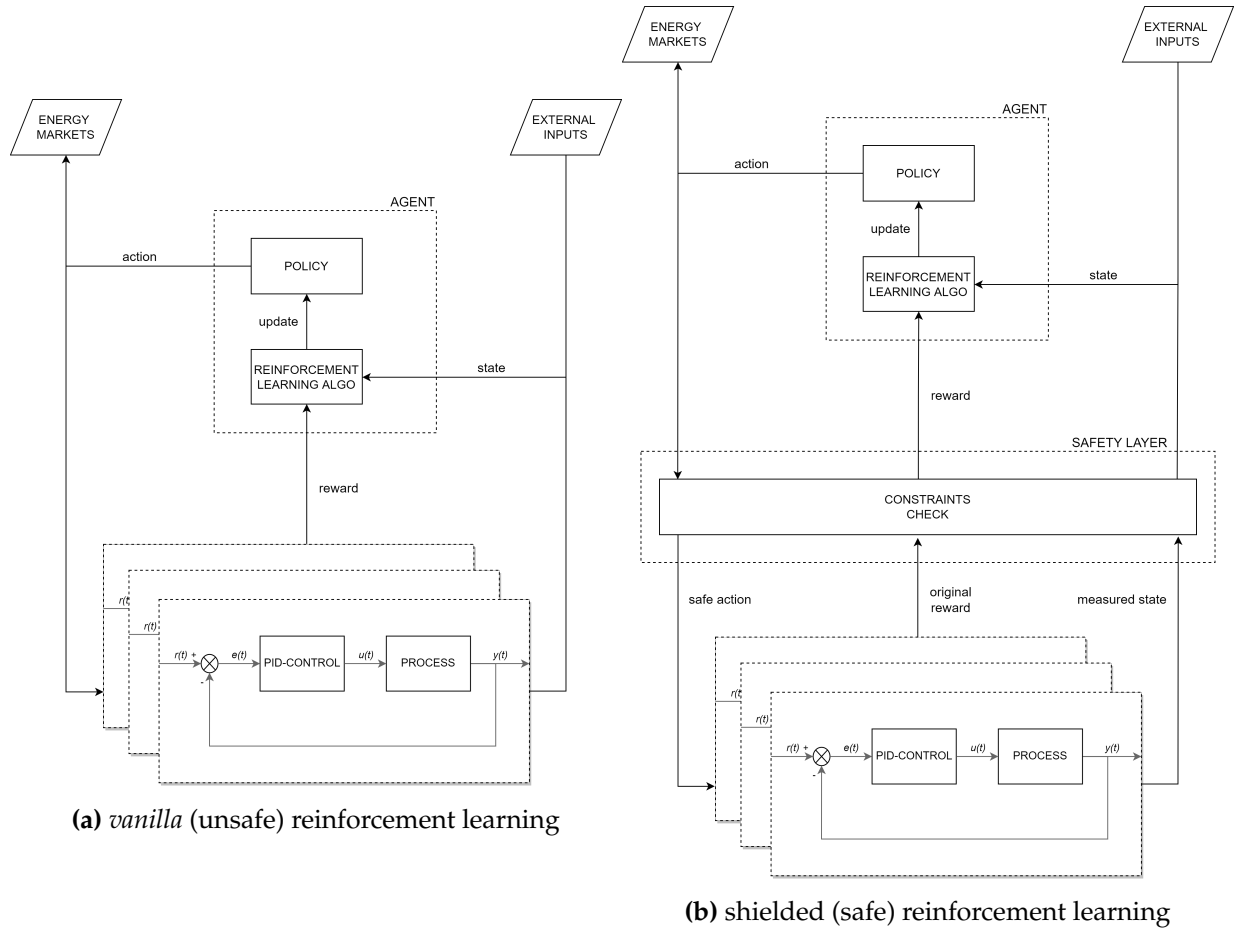 ENERGY
MARKETS
EXTERNAL
INPUTS
AGENT
action
POLICY
update
REINFORCEMENT
LEARNING ALGO
state
reward
r(t
r(t)
r(t) +
-
e(t)
PID-CONTROL
u(t)
PROCESS
y(t)
(a) vanilla (unsafe) reinforcement learning
ENERGY
MARKETS
EXTERNAL
INPUTS
AGENT
action
POLICY
update
REINFORCEMENT
LEARNING ALGO
state
reward
SAFETY LAYER
CONSTRAINTS
CHECK
safe action
original
reward
measured state
r(t
r(t)
r(t) +
-
e(t)
PID-CONTROL
u(t)
PROCESS
y(t)
(b) shielded (safe) reinforcement learning